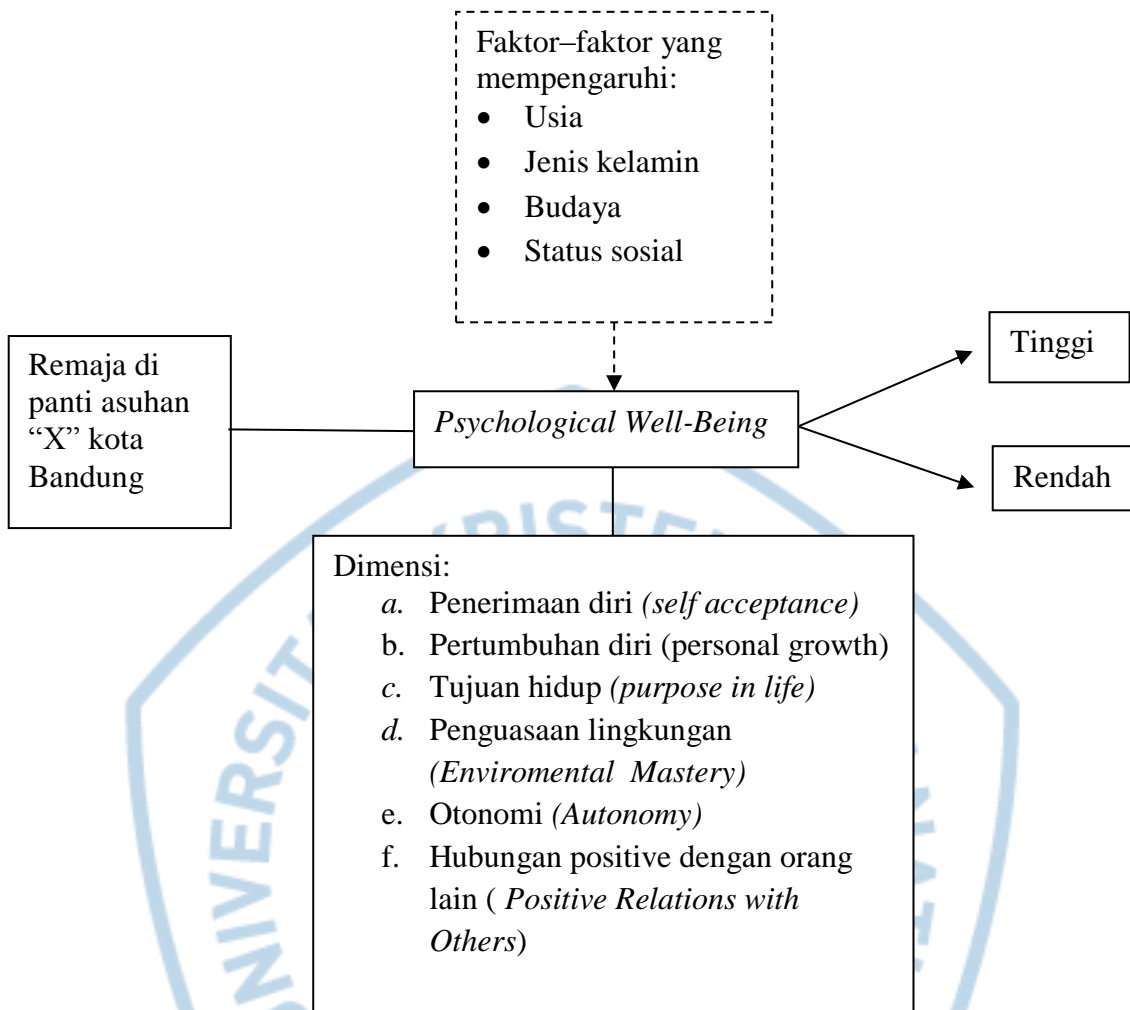 Faktor–faktor yang
mempengaruhi:
• Usia
• Jenis kelamin
• Budaya
• Status sosial
Remaja di
panti asuhan
“X” kota
Bandung
Psychological Well-Being
Tinggi
Rendah
Dimensi:
a. Penerimaan diri (self acceptance)
b. Pertumbuhan diri (personal growth)
c. Tujuan hidup (purpose in life)
d. Penguasaan lingkungan
(Enviromental Mastery)
e. Otonomi (Autonomy)
f. Hubungan positive dengan orang
lain ( Positive Relations with
Others)